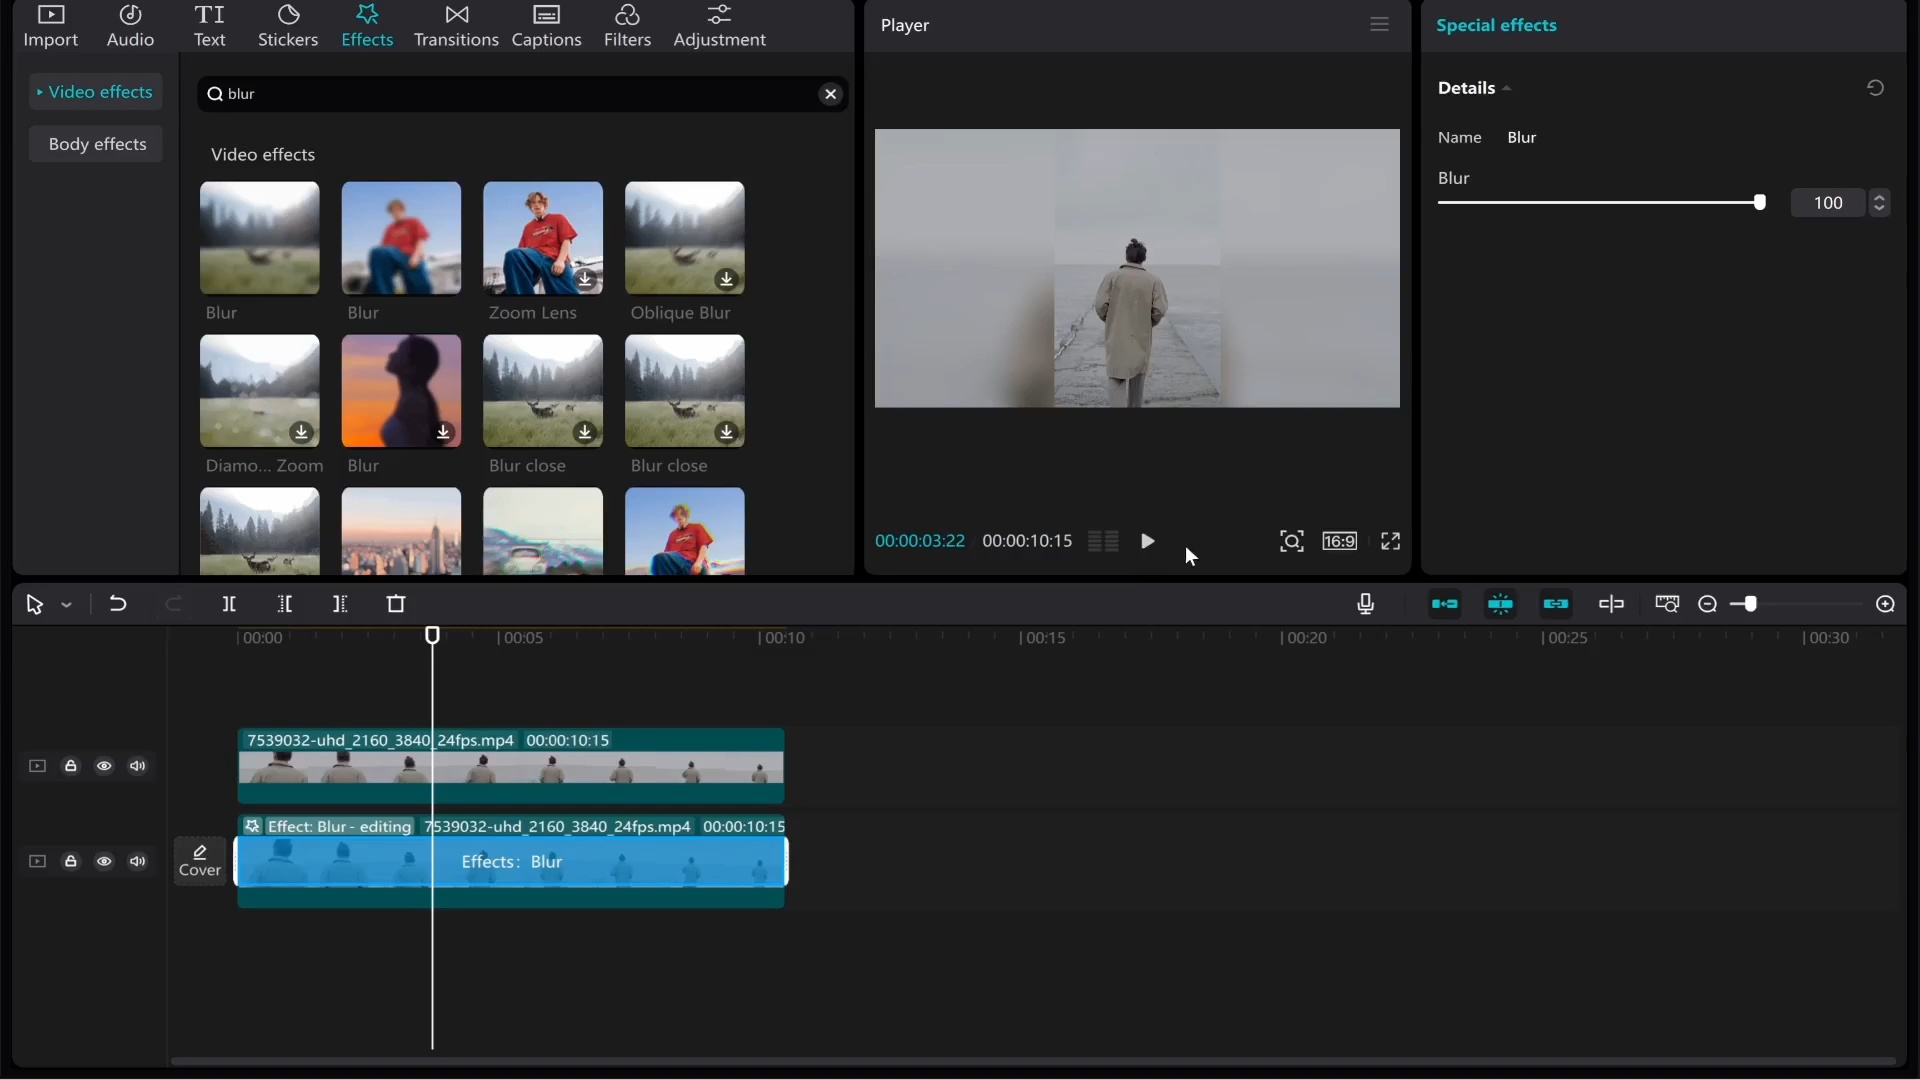 Import Audio Text Stickers Effects Transitions Captions Filters Adjustment
Video effects
Body effects
blur
Video effects
Blur Blur Zoom Lens Oblique Blur
Diamo... Zoom Blur Blur close Blur close
Player
00:00:03:22 00:00:10:15
16:9
Special effects
Details
Name Blur
Blur
100
00:00 00:05 00:10 00:15 00:20 00:25 00:30
7539032-uhd_2160_3840_24fps.mp4 00:00:10:15
Effect: Blur - editing 7539032-uhd_2160_3840_24fps.mp4 00:00:10:15
Cover
Effects: Blur